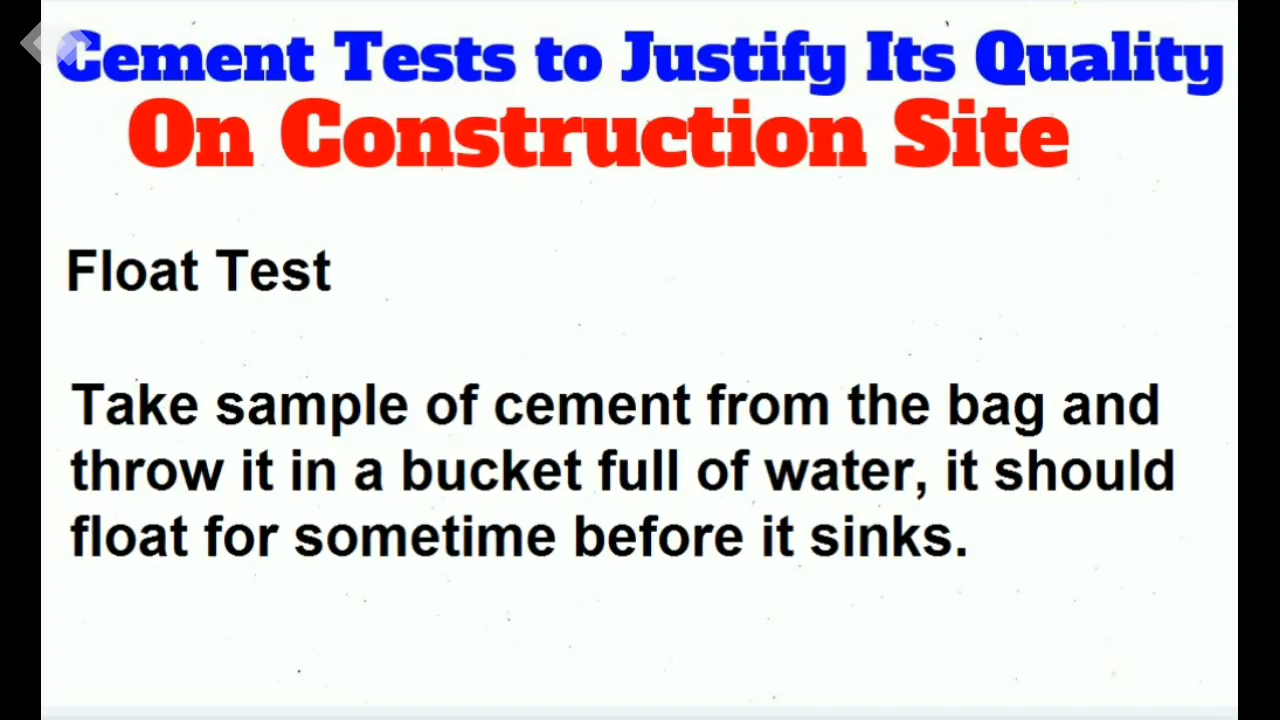 Cement Tests to Justify Its Quality
On Construction Site
Float Test
Take sample of cement from the bag and
throw it in a bucket full of water, it should
float for sometime before it sinks.